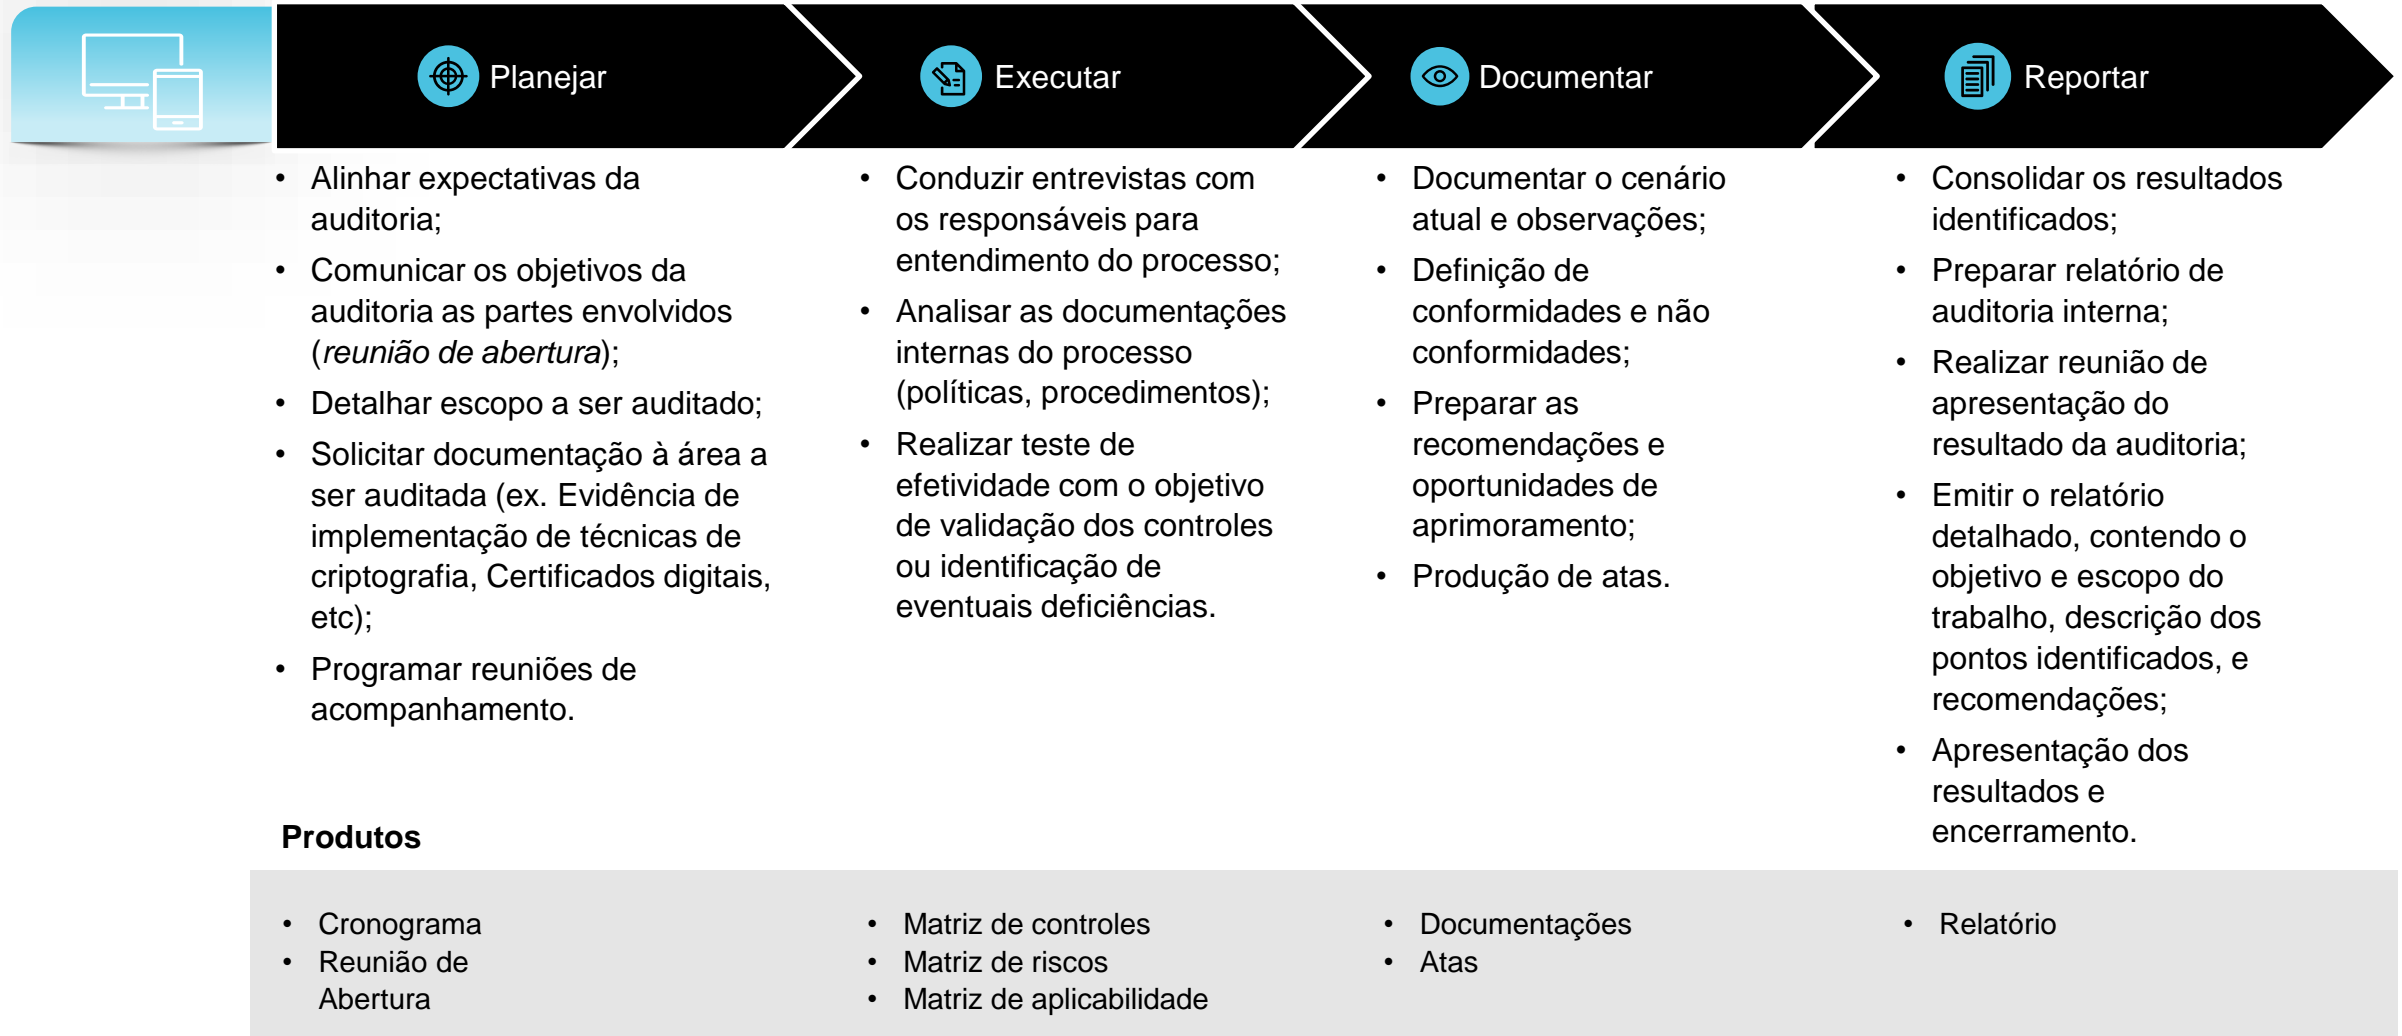 Planejar
Executar
Documentar
Reportar
• Alinhar expectativas da
auditoria;
• Comunicar os objetivos da
auditoria as partes envolvidos
(reunião de abertura);
• Detalhar escopo a ser auditado;
• Solicitar documentação à área a
ser auditada (ex. Evidência de
implementação de técnicas de
criptografia, Certificados digitais,
etc);
• Programar reuniões de
acompanhamento.
• Conduzir entrevistas com
os responsáveis para
entendimento do processo;
• Analisar as documentações
internas do processo
(políticas, procedimentos);
• Realizar teste de
efetividade com o objetivo
de validação dos controles
ou identificação de
eventuais deficiências.
• Documentar o cenário
atual e observações;
• Definição de
conformidades e não
conformidades;
• Preparar as
recomendações e
oportunidades de
aprimoramento;
• Produção de atas.
• Consolidar os resultados
identificados;
• Preparar relatório de
auditoria interna;
• Realizar reunião de
apresentação do
resultado da auditoria;
• Emitir o relatório
detalhado, contendo o
objetivo e escopo do
trabalho, descrição dos
pontos identificados, e
recomendações;
• Apresentação dos
resultados e
encerramento.
Produtos
• Cronograma
• Reunião de
Abertura
• Matriz de controles
• Matriz de riscos
• Matriz de aplicabilidade
• Documentações
• Atas
• Relatório